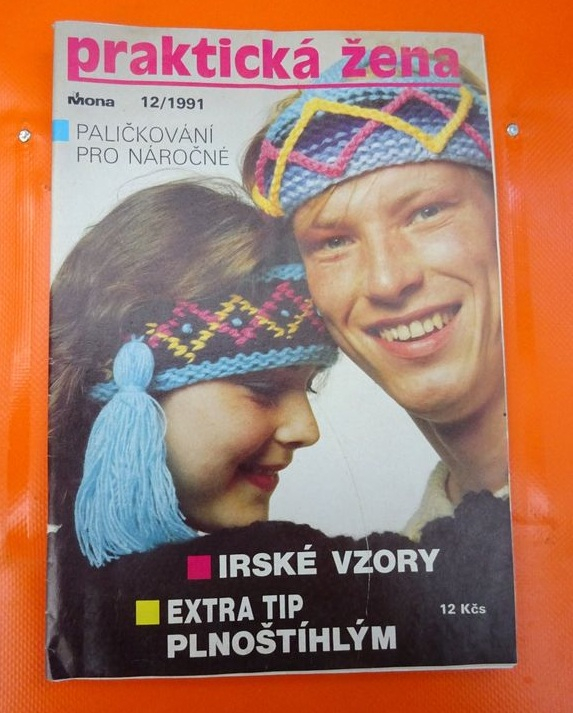 praktická žena
Mona 12/1991
PALIČKOVÁNÍ
PRO NÁROČNÉ
IRSKÉ VZORY
EXTRA TIP
PLNOŠTÍHLÝM
12 Kčs